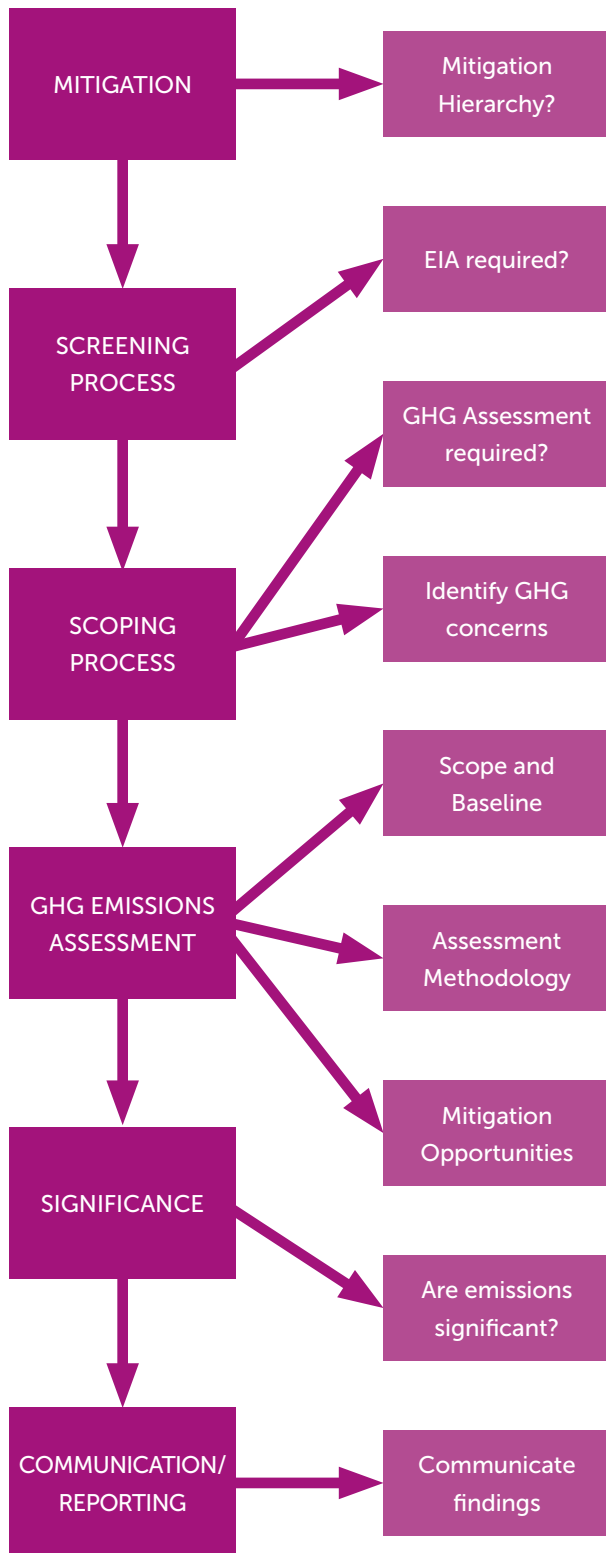 MITIGATION
Mitigation
Hierarchy?
EIA required?
SCREENING
PROCESS
GHG Assessment
required?
SCOPING
PROCESS
Identify GHG
concerns
Scope and
Baseline
GHG EMISSIONS
ASSESSMENT
Assessment
Methodology
Mitigation
Opportunities
SIGNIFICANCE
Are emissions
significant?
COMMUNICATION/
REPORTING
Communicate
findings